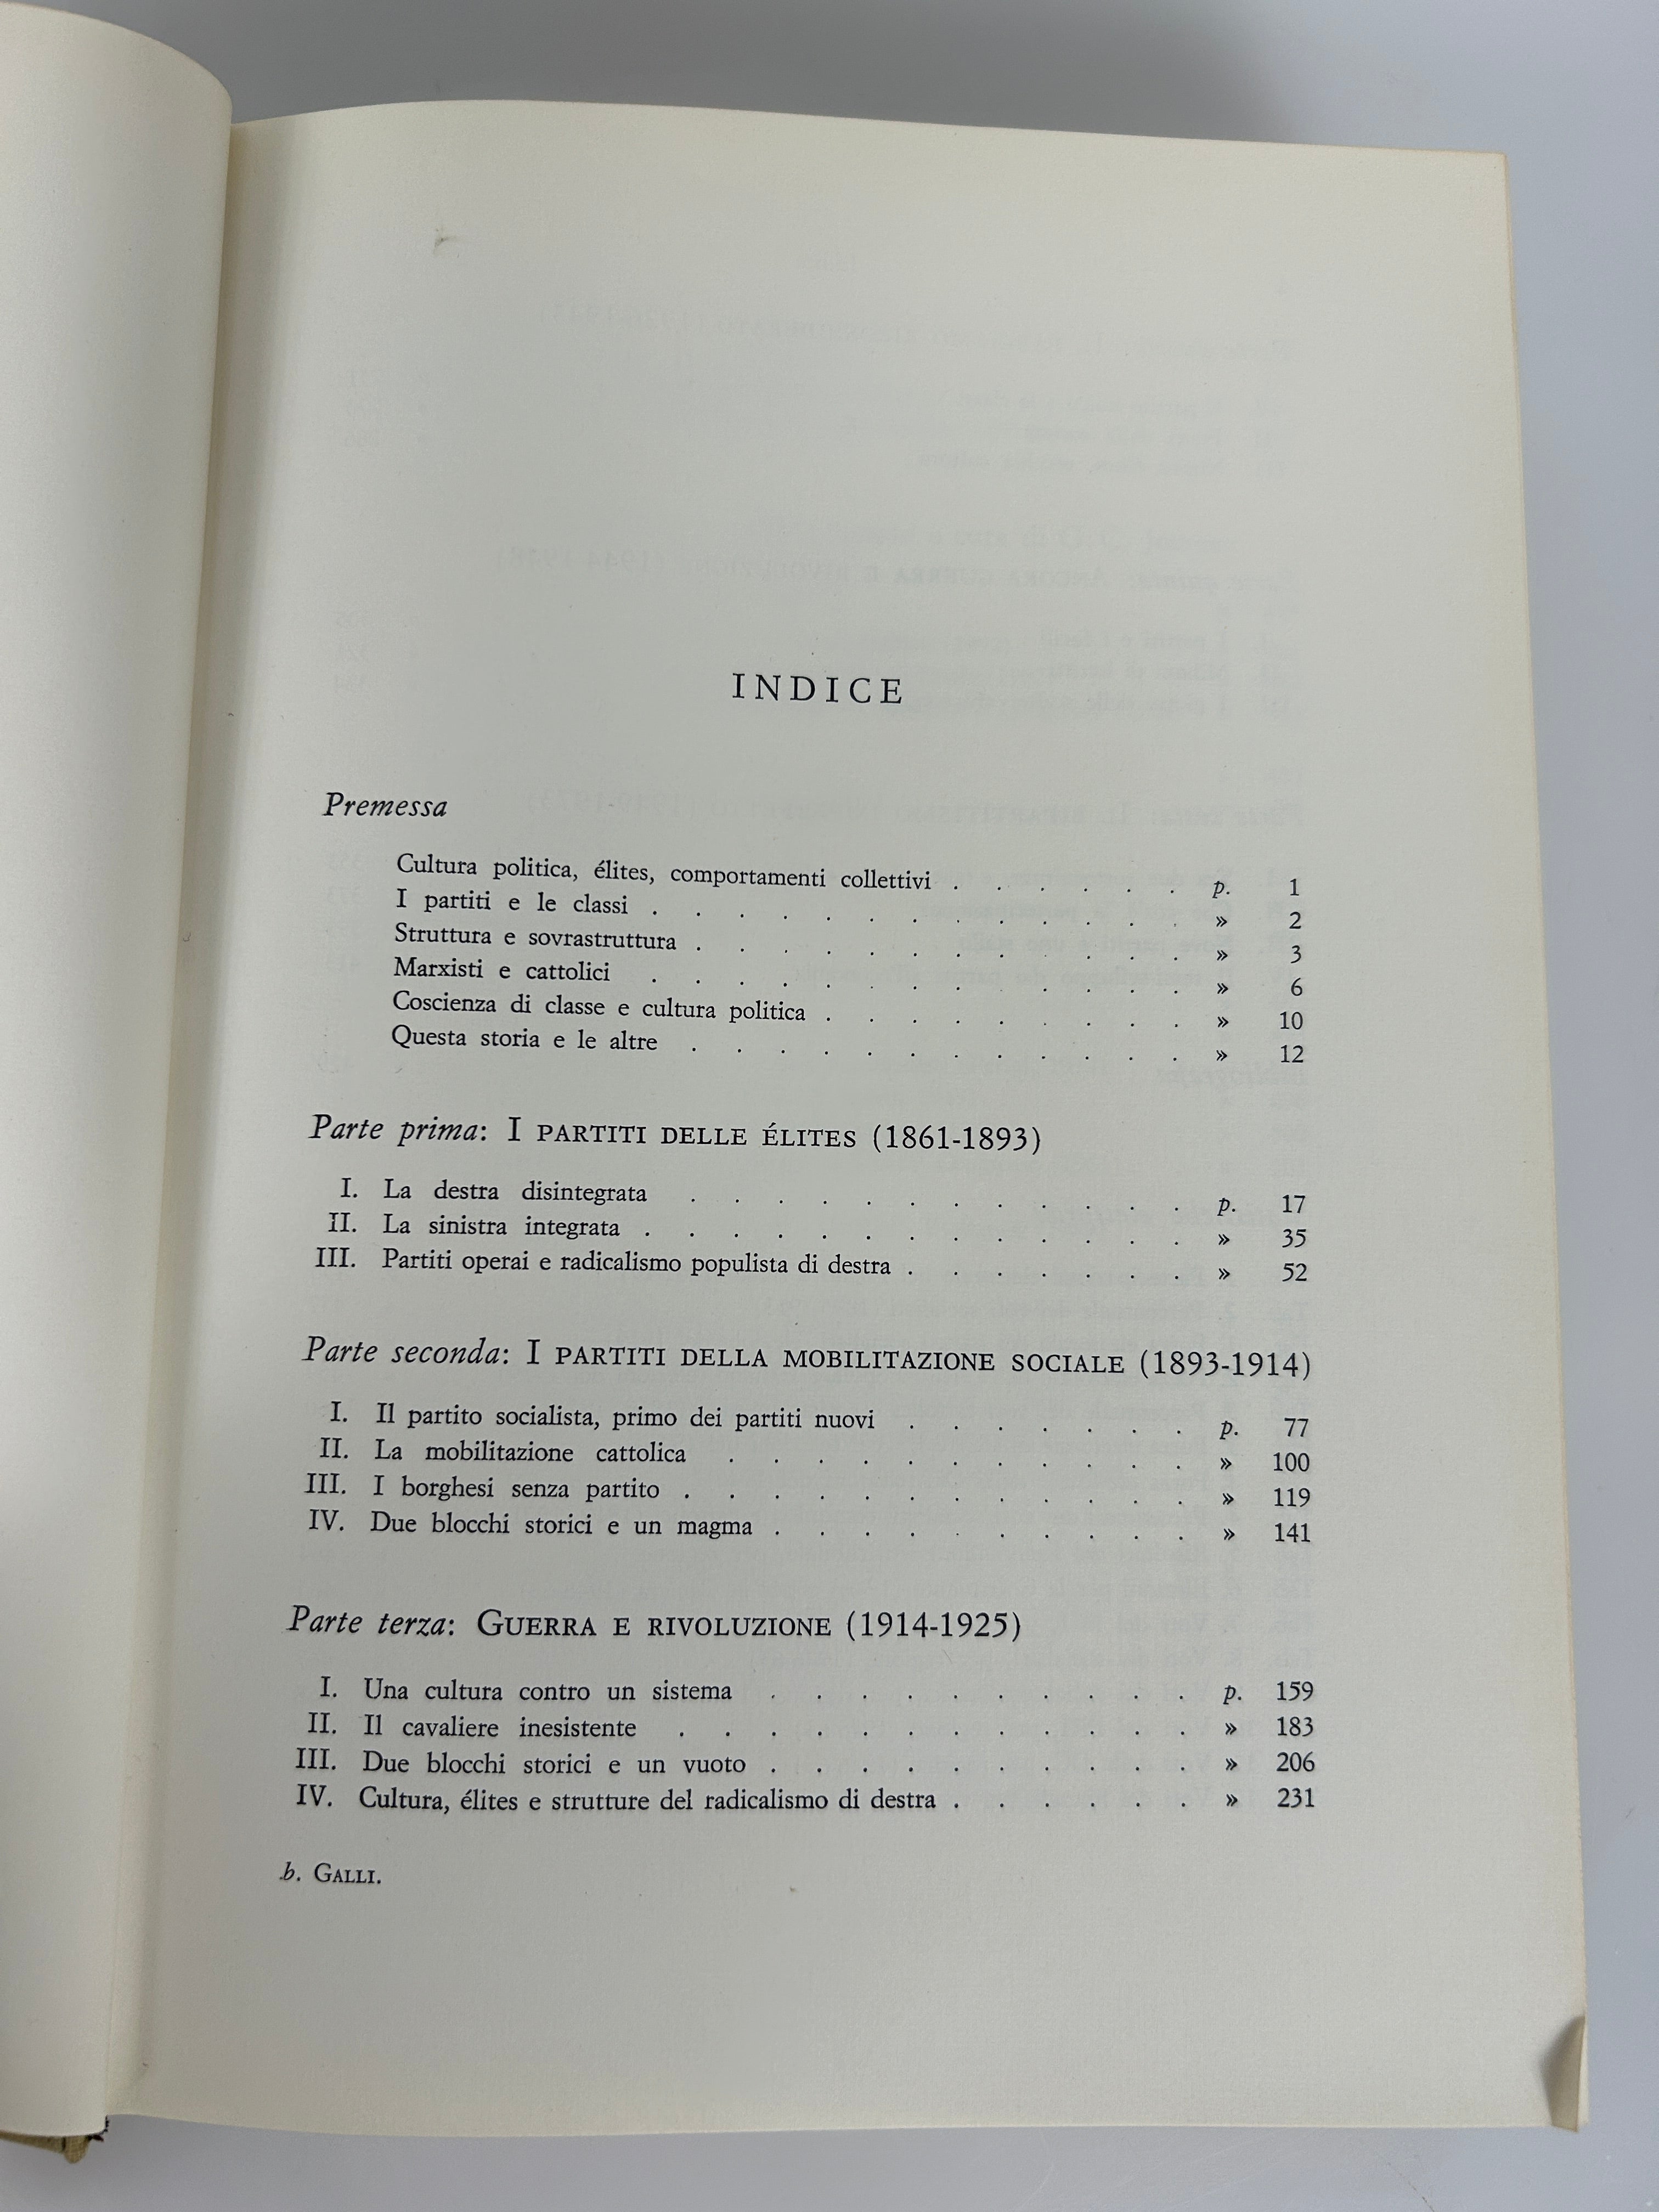 INDICE
Premessa
Cultura politica, élites, comportamenti collettivi . . . . . . p. 1
I partiti e le classi . . . . . . . . . . . . . » 2
Struttura e sovrastruttura . . . . . . . . . . . . » 3
Marxisti e cattolici . . . . . . . . . . . . . » 6
Coscienza di classe e cultura politica . . . . . . . . . » 10
Questa storia e le altre . . . . . . . . . . . . » 12
Parte prima: I PARTITI DELLE ÉLITES (1861-1893)
I. La destra disintegrata . . . . . . . . . . . . p. 17
II. La sinistra integrata . . . . . . . . . . . . . » 35
III. Partiti operai e radicalismo populista di destra . . . . . . . » 52
Parte seconda: I PARTITI DELLA MOBILITAZIONE SOCIALE (1893-1914)
I. Il partito socialista, primo dei partiti nuovi . . . . . . . p. 77
II. La mobilitazione cattolica . . . . . . . . . . . » 100
III. I borghesi senza partito . . . . . . . . . . . . » 119
IV. Due blocchi storici e un magma . . . . . . . . . . » 141
Parte terza: GUERRA E RIVOLUZIONE (1914-1925)
I. Una cultura contro un sistema . . . . . . . . . . p. 159
II. Il cavaliere inesistente . . . . . . . . . . . . » 183
III. Due blocchi storici e un vuoto . . . . . . . . . . » 206
IV. Cultura, élites e strutture del radicalismo di destra . . . . . . » 231
b. GALLI.